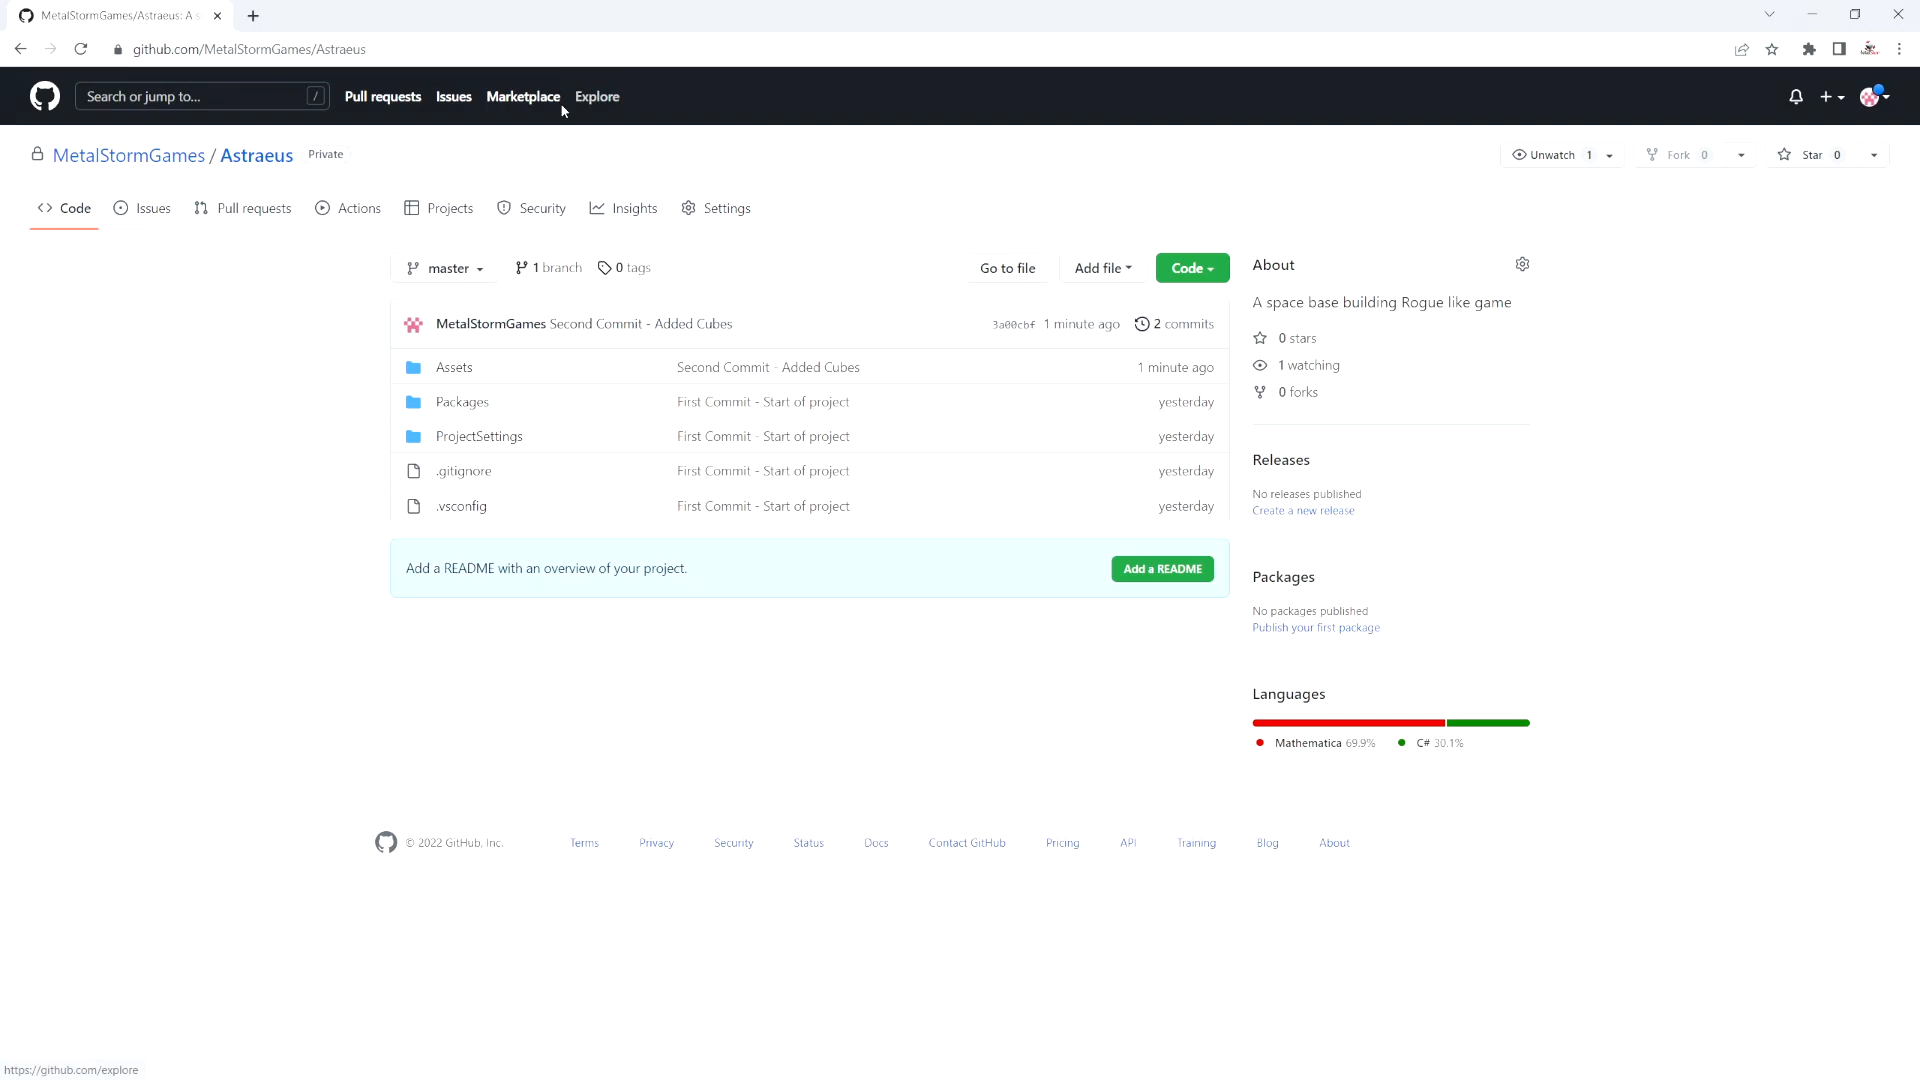 MetalStormGames/Astraeus: A s
github.com/MetalStormGames/Astraeus
Search or jump to... / Pull requests Issues Marketplace Explore
MetalStormGames / Astraeus Private
Unwatch 1 Fork 0 Star 0
Code Issues Pull requests Actions Projects Security Insights Settings
master 1 branch 0 tags Go to file Add file Code
MetalStormGames Second Commit - Added Cubes 3a00cbf 1 minute ago 2 commits
Assets Second Commit - Added Cubes 1 minute ago
Packages First Commit - Start of project yesterday
ProjectSettings First Commit - Start of project yesterday
.gitignore First Commit - Start of project yesterday
.vsconfig First Commit - Start of project yesterday
Add a README with an overview of your project. Add a README
About
A space base building Rogue like game
0 stars
1 watching
0 forks
Releases
No releases published
Create a new release
Packages
No packages published
Publish your first package
Languages
Mathematica 69.9% C# 30.1%
© 2022 GitHub, Inc. Terms Privacy Security Status Docs Contact GitHub Pricing API Training Blog About
https://github.com/explore